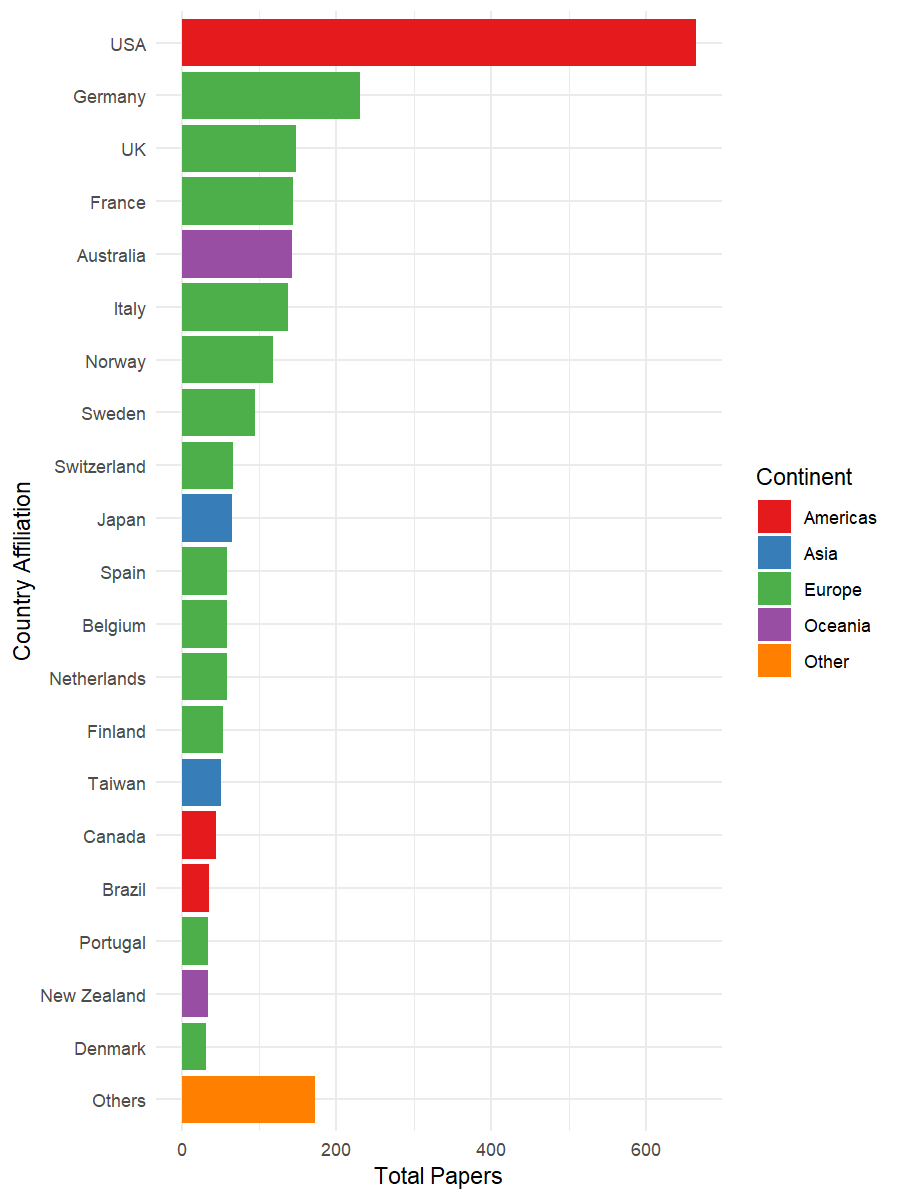 USA
Germany
UK
France
Australia
Italy
Norway
Sweden
Switzerland
Japan
Spain
Belgium
Netherlands
Finland
Taiwan
Canada
Brazil
Portugal
New Zealand
Denmark
Others
Country Affiliation
0 200 400 600
Total Papers
Continent
Americas
Asia
Europe
Oceania
Other